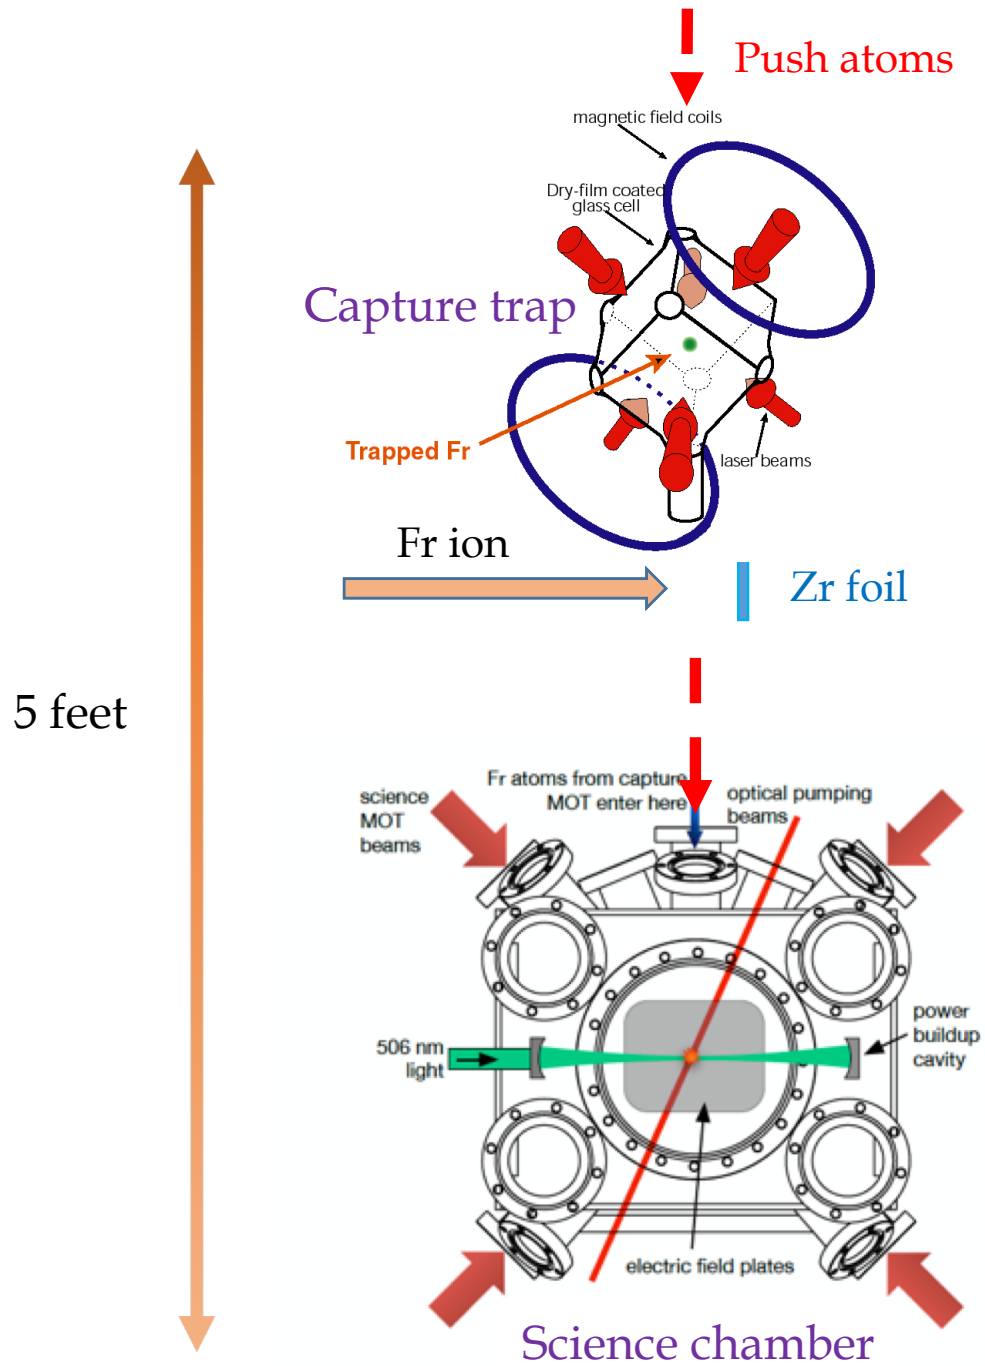 Push atoms
magnetic field coils
Dry-film coated
glass cell
Capture trap
Trapped Fr
laser beams
Fr ion
Zr foil
5 feet
Fr atoms from capture
MOT enter here
optical pumping
beams
science
MOT
beams
506 nm
light
power
buildup
cavity
electric field plates
Science chamber